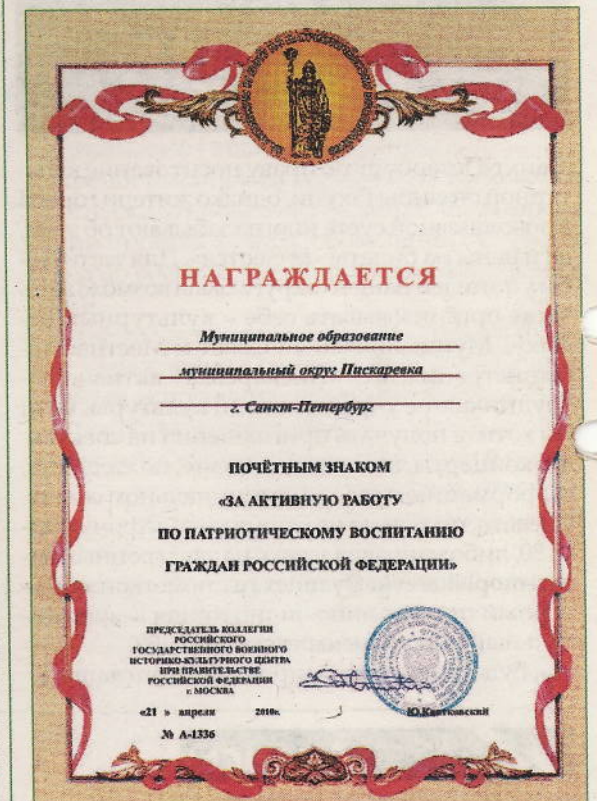 НАГРАЖДАЕТСЯ
Муниципальное образование
муниципальный округ Пискаревка
г. Санкт-Петербург
ПОЧЁТНЫМ ЗНАКОМ
«ЗА АКТИВНУЮ РАБОТУ
ПО ПАТРИОТИЧЕСКОМУ ВОСПИТАНИЮ
ГРАЖДАН РОССИЙСКОЙ ФЕДЕРАЦИИ»
ПРЕДСЕДАТЕЛЬ КОЛЛЕГИИ
РОССИЙСКОГО
ГОСУДАРСТВЕННОГО ВОЕННОГО
ИСТОРИКО-КУЛЬТУРНОГО ЦЕНТРА
ПРИ ПРАВИТЕЛЬСТВЕ
РОССИЙСКОЙ ФЕДЕРАЦИИ
г. МОСКВА
«21 » апреля 2010г.
Ю.Квятковский
№ А-1336